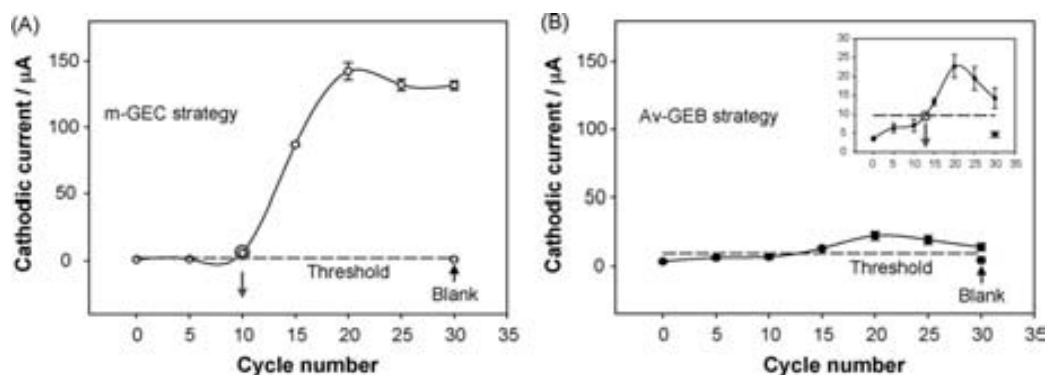 (A)
Cathodic current / μA
150
100
50
0
m-GEC strategy
Threshold
Blank
0 5 10 15 20 25 30 35
Cycle number
(B)
Cathodic current / μA
150
100
50
0
Av-GEB strategy
30
25
20
15
10
5
0
0 5 10 15 20 25 30 35
Threshold
Blank
0 5 10 15 20 25 30 35
Cycle number